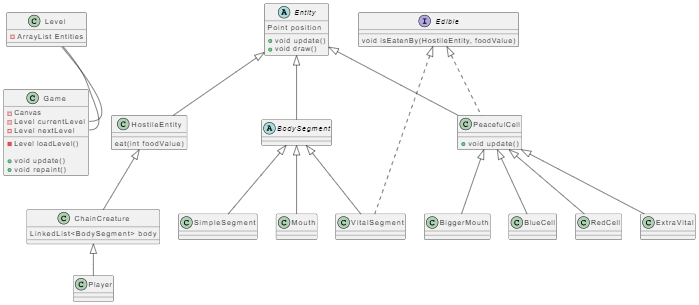 C Level
ArrayList Entities
A Entity
Point position
void update()
void draw()
I Edible
void isEatenBy(HostileEntity, foodValue)
C Game
Canvas
Level currentLevel
Level nextLevel
Level loadLevel()
void update()
void repaint()
C HostileEntity
eat(int foodValue)
A BodySegment
C PeacefulCell
void update()
C ChainCreature
LinkedList<BodySegment> body
C SimpleSegment
C Mouth
C VitalSegment
C BiggerMouth
C BlueCell
C RedCell
C ExtraVital
C Player